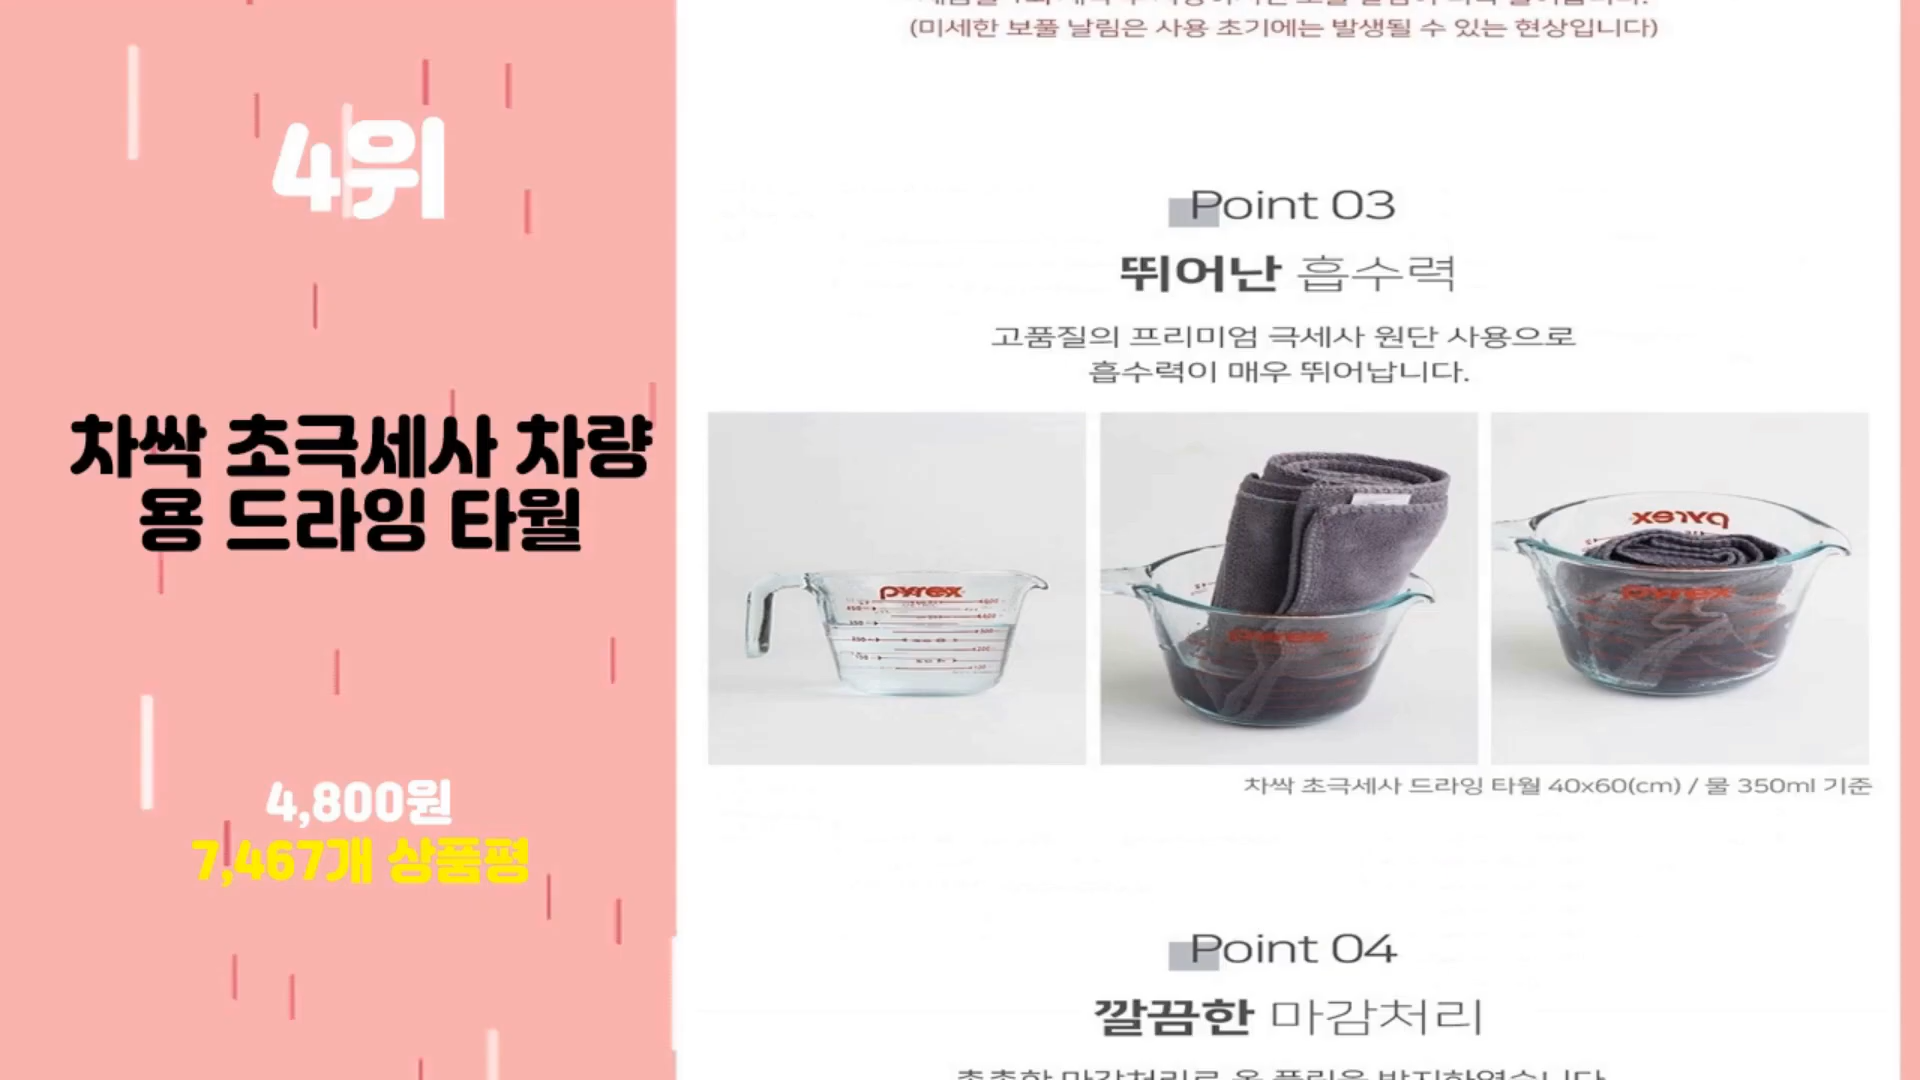 4위
차싹 초극세사 차량
용 드라잉 타월
4,800원
7,467개 상품평
(미세한 보풀 날림은 사용 초기에는 발생될 수 있는 현상입니다)
Point 03
뛰어난 흡수력
고품질의 프리미엄 극세사 원단 사용으로
흡수력이 매우 뛰어납니다.
pyrex
pyrex
pyrex
pyrex
차싹 초극세사 드라잉 타월 40x60(cm) / 물 350ml 기준
Point 04
깔끔한 마감처리